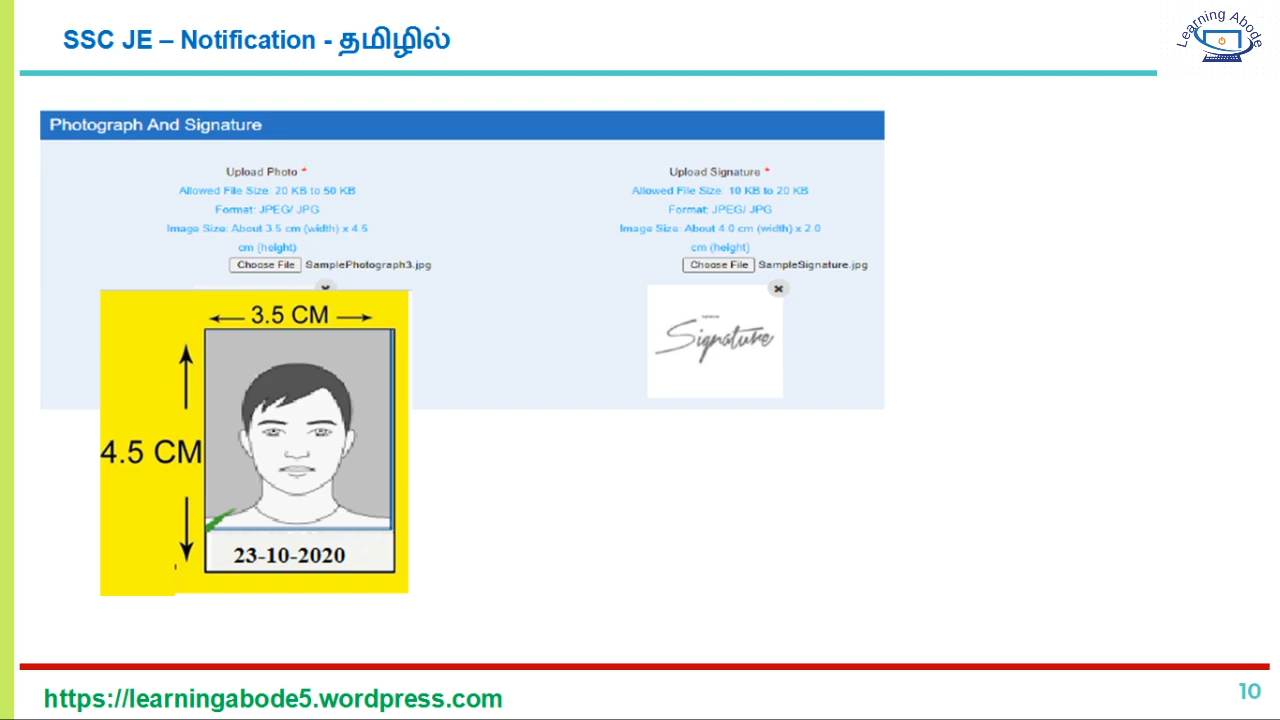 SSC JE – Notification - தமிழில்
Learning Abode
Photograph And Signature
Upload Photo *
Allowed File Size: 20 KB to 50 KB
Format: JPEG/ JPG
Image Size: About 3.5 cm (width) x 4.5
cm (height)
Choose File SamplePhotograph3.jpg
Upload Signature *
Allowed File Size: 10 KB to 20 KB
Format: JPEG/ JPG
Image Size: About 4.0 cm (width) x 2.0
cm (height)
Choose File SampleSignature.jpg
3.5 CM
4.5 CM
23-10-2020
Signature
Signature
https://learningabode5.wordpress.com
10